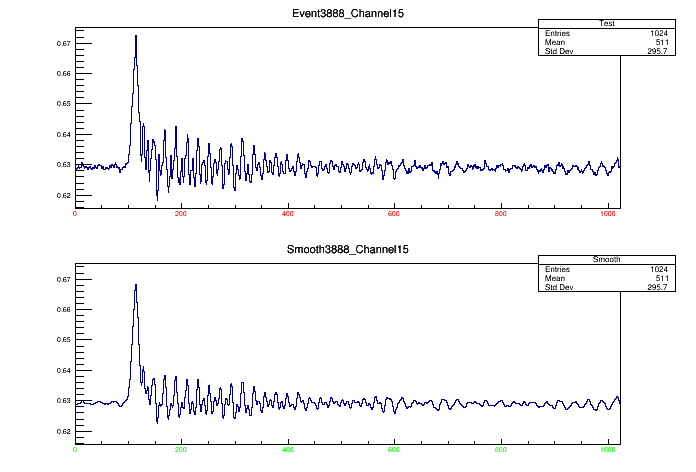 Event3888_Channel15
Test
Entries 1024
Mean 511
Std Dev 295.7
0.67
0.66
0.65
0.64
0.63
0.62
0 200 400 600 800 1000
Smooth3888_Channel15
Smooth
Entries 1024
Mean 511
Std Dev 295.7
0.67
0.66
0.65
0.64
0.63
0.62
0 200 400 600 800 1000